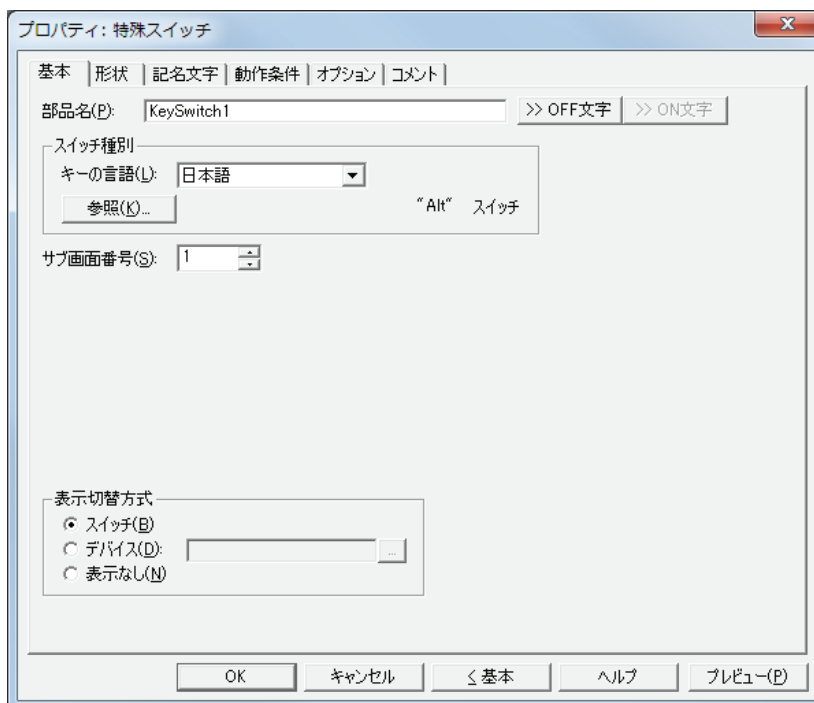 プロパティ: 特殊スイッチ
基本 形状 記名文字 動作条件 オプション コメント
部品名(P): KeySwitch1 >> OFF文字 >> ON文字
スイッチ種別
キーの言語(L): 日本語
参照(K)... "Alt" スイッチ
サブ画面番号(S): 1
表示切替方式
スイッチ(B)
デバイス(D): ...
表示なし(N)
OK キャンセル <基本 ヘルプ プレビュー(P)